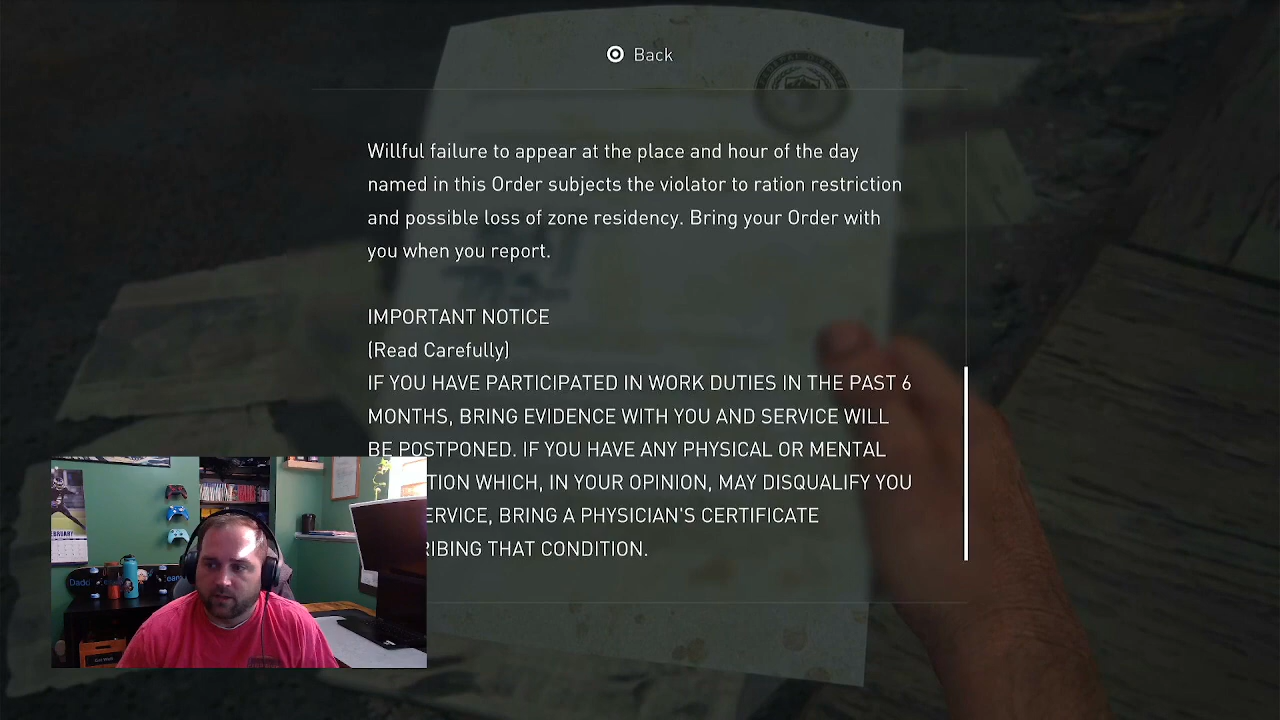 Back
Willful failure to appear at the place and hour of the day
named in this Order subjects the violator to ration restriction
and possible loss of zone residency. Bring your Order with
you when you report.
IMPORTANT NOTICE
(Read Carefully)
IF YOU HAVE PARTICIPATED IN WORK DUTIES IN THE PAST 6
MONTHS, BRING EVIDENCE WITH YOU AND SERVICE WILL
BE POSTPONED. IF YOU HAVE ANY PHYSICAL OR MENTAL
TION WHICH, IN YOUR OPINION, MAY DISQUALIFY YOU
ERVICE, BRING A PHYSICIAN'S CERTIFICATE
RIBING THAT CONDITION.
FEBRUARY